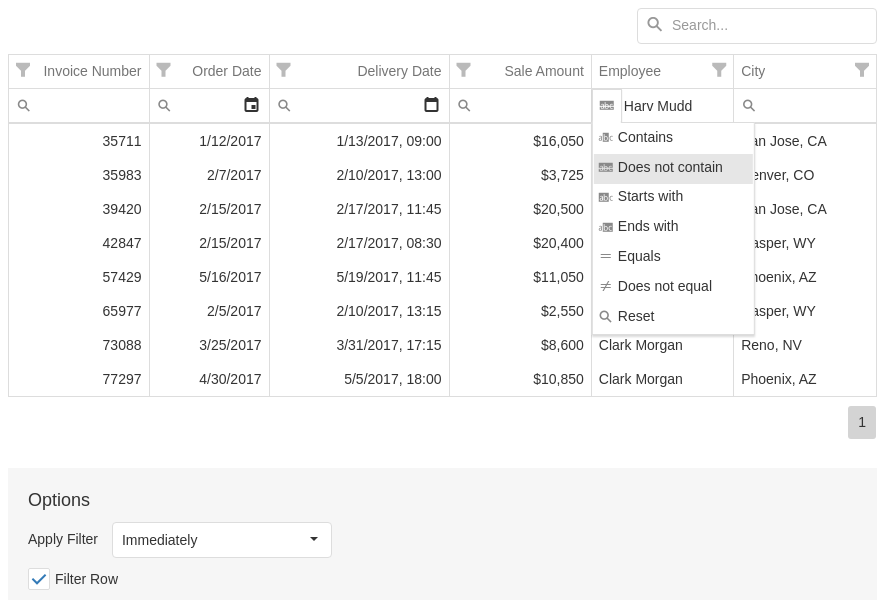 Search...
Invoice Number Order Date Delivery Date Sale Amount Employee City
Harv Mudd
35711 1/12/2017 1/13/2017, 09:00 $16,050 Contains an Jose, CA
35983 2/7/2017 2/10/2017, 13:00 $3,725 Does not contain enver, CO
39420 2/15/2017 2/17/2017, 11:45 $20,500 Starts with an Jose, CA
42847 2/15/2017 2/17/2017, 08:30 $20,400 Ends with asper, WY
57429 5/16/2017 5/19/2017, 11:45 $11,050 Equals hoenix, AZ
65977 2/5/2017 2/10/2017, 13:15 $2,550 Does not equal asper, WY
Reset
73088 3/25/2017 3/31/2017, 17:15 $8,600 Clark Morgan Reno, NV
77297 4/30/2017 5/5/2017, 18:00 $10,850 Clark Morgan Phoenix, AZ
1
Options
Apply Filter Immediately
Filter Row